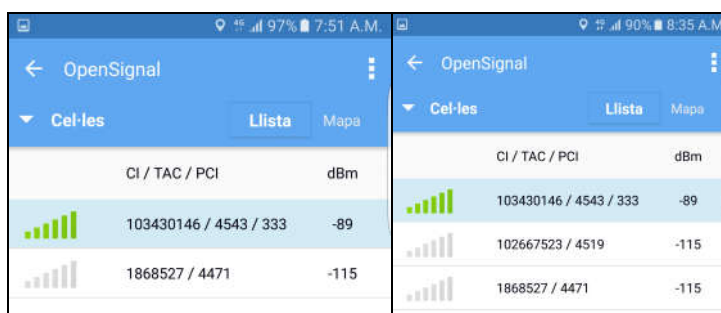 97% 7:51 A.M.
OpenSignal
Cel·les Llista Mapa
CI / TAC / PCI dBm
103430146 / 4543 / 333 -89
1868527 / 4471 -115
90% 8:35 A.M
OpenSignal
Cel·les Llista Mapa
CI / TAC / PCI dBm
103430146 / 4543 / 333 -89
102667523 / 4519 -115
1868527 / 4471 -115